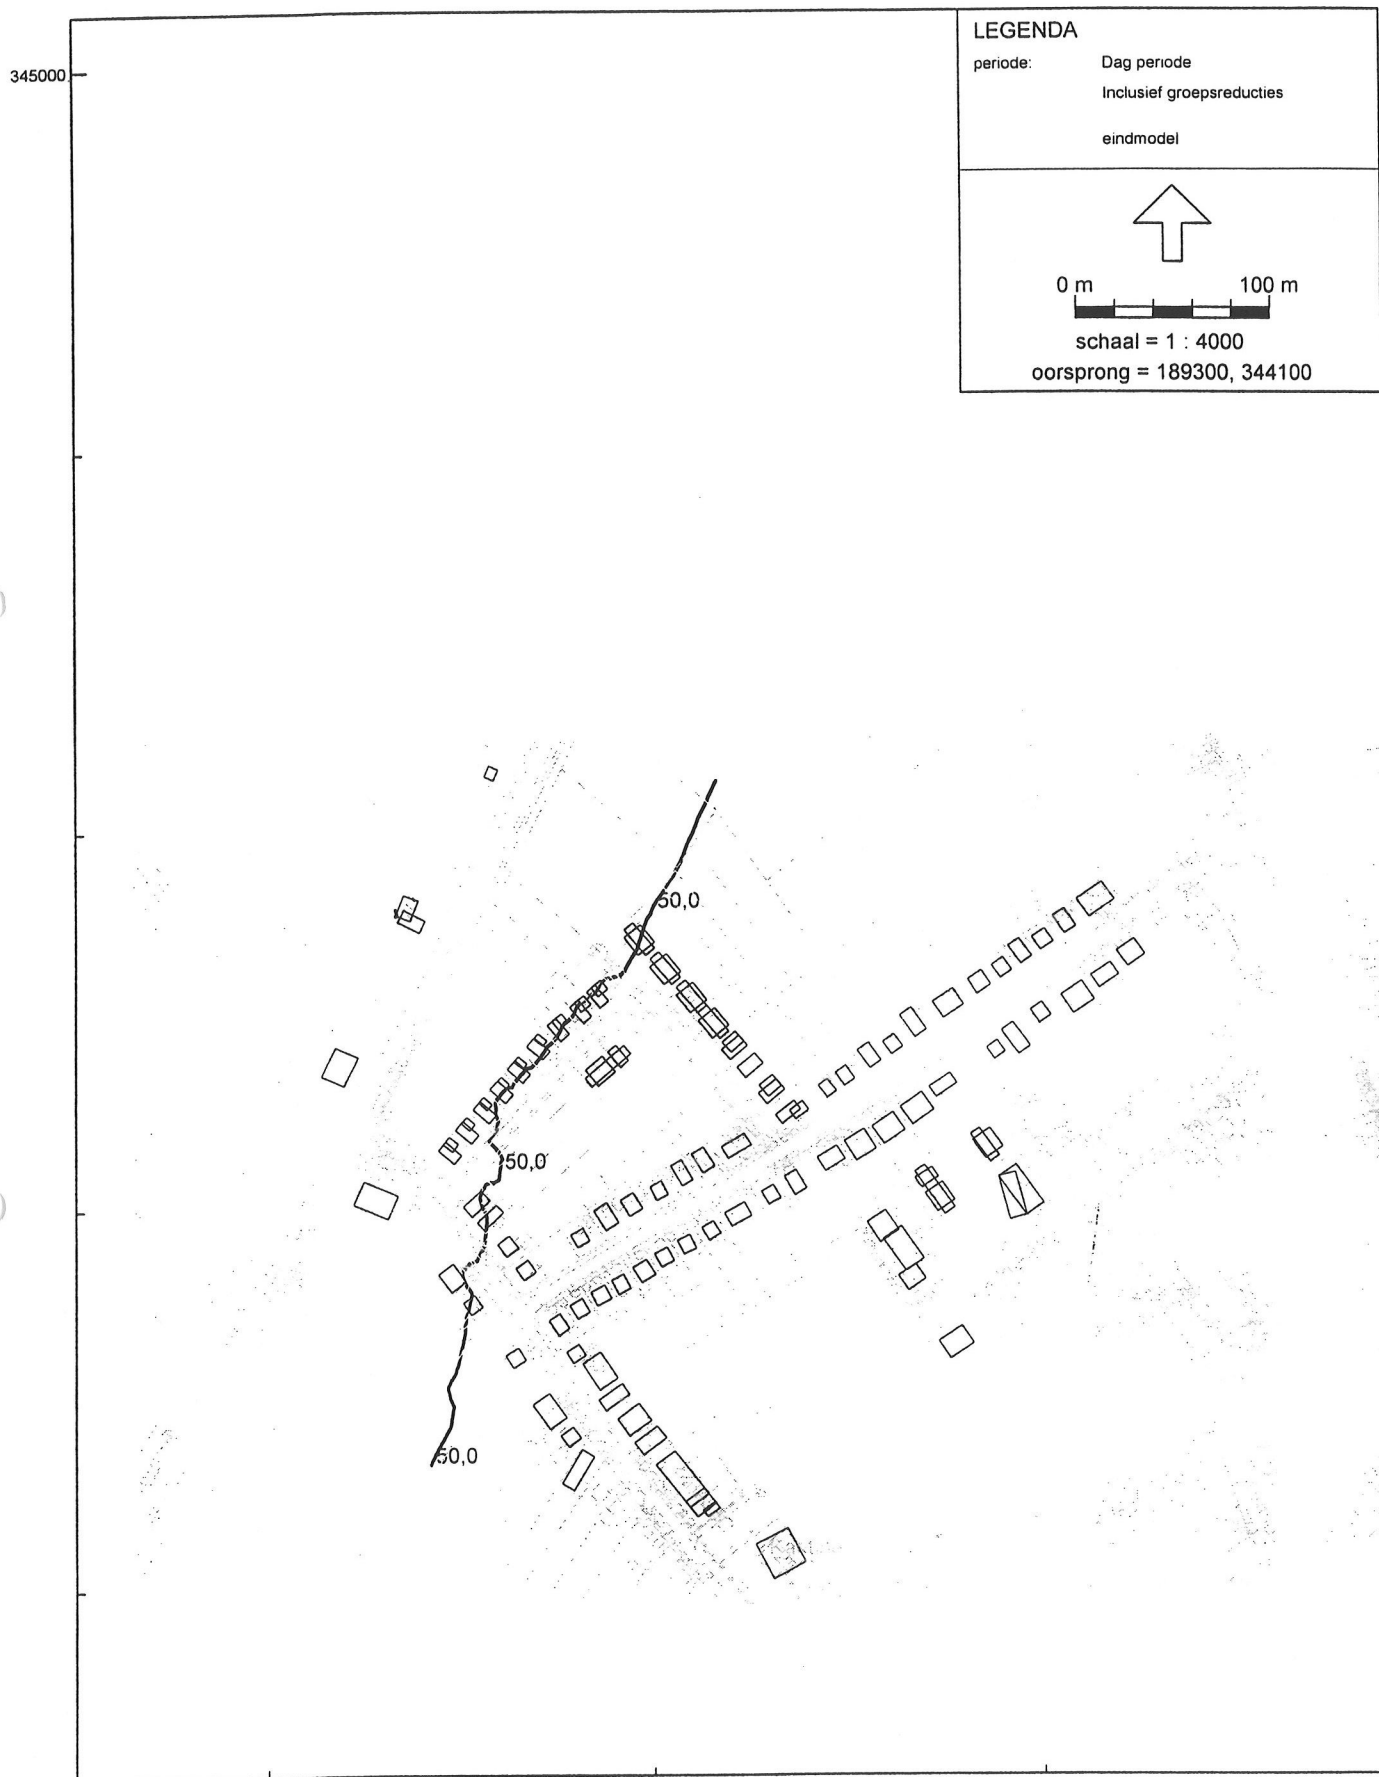 LEGENDA
345000
periode: Dag periode
Inclusief groepsreducties
eindmodel
0 m 100 m
schaal = 1 : 4000
oorsprong = 189300, 344100
50,0
50,0
50,0